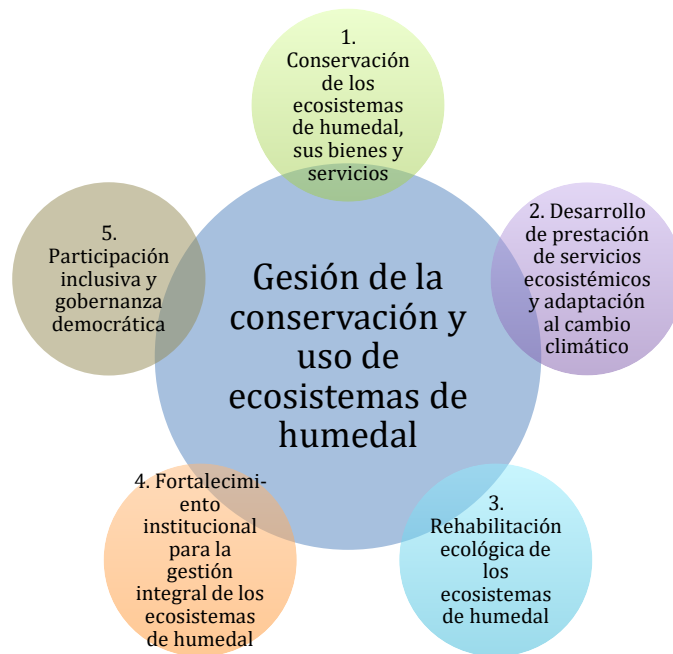 1.
Conservación
de los
ecosistemas
de humedal,
sus bienes y
servicios
2. Desarrollo
de prestación
de servicios
ecosistémicos
y adaptación
al cambio
climático
3.
Rehabilitación
ecológica de
los
ecosistemas
de humedal
4. Fortalecimi-
ento
institucional
para la
gestión
integral de los
ecosistemas
de humedal
5.
Participación
inclusiva y
gobernanza
democrática
Gesión de la
conservación y
uso de
ecosistemas de
humedal